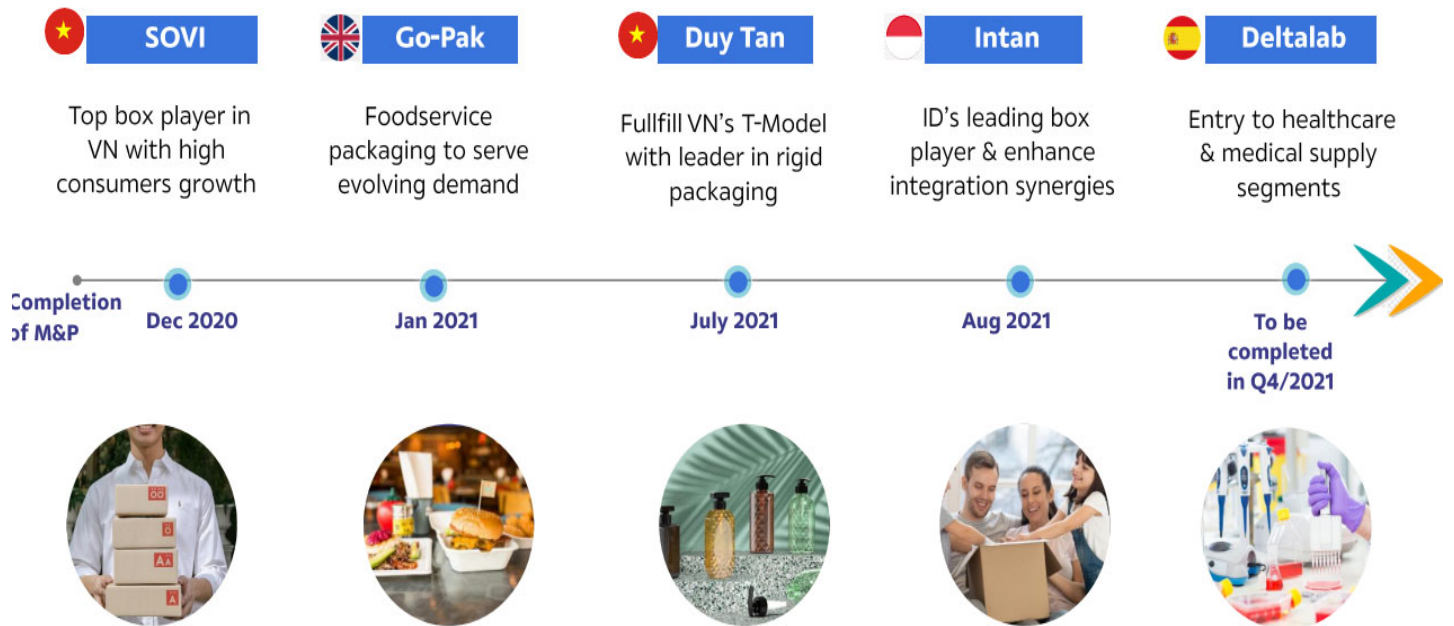 SOVI
Go-Pak
Duy Tan
Intan
Deltalab
Top box player in
VN with high
consumers growth
Foodservice
packaging to serve
evolving demand
Fullfill VN's T-Model
with leader in rigid
packaging
ID's leading box
player & enhance
integration synergies
Entry to healthcare
& medical supply
segments
Completion
of M&P
Dec 2020
Jan 2021
July 2021
Aug 2021
To be
completed
in Q4/2021